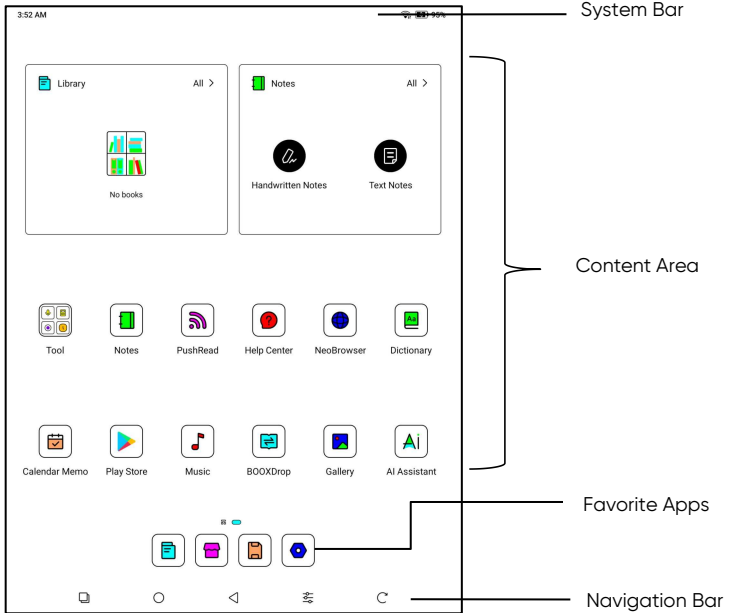 3:52 AM 95%
System Bar
Library All >
Notes All >
No books
Handwritten Notes Text Notes
Content Area
Tool Notes PushRead Help Center NeoBrowser Dictionary
Calendar Memo Play Store Music BOOXDrop Gallery AI Assistant
Favorite Apps
Navigation Bar